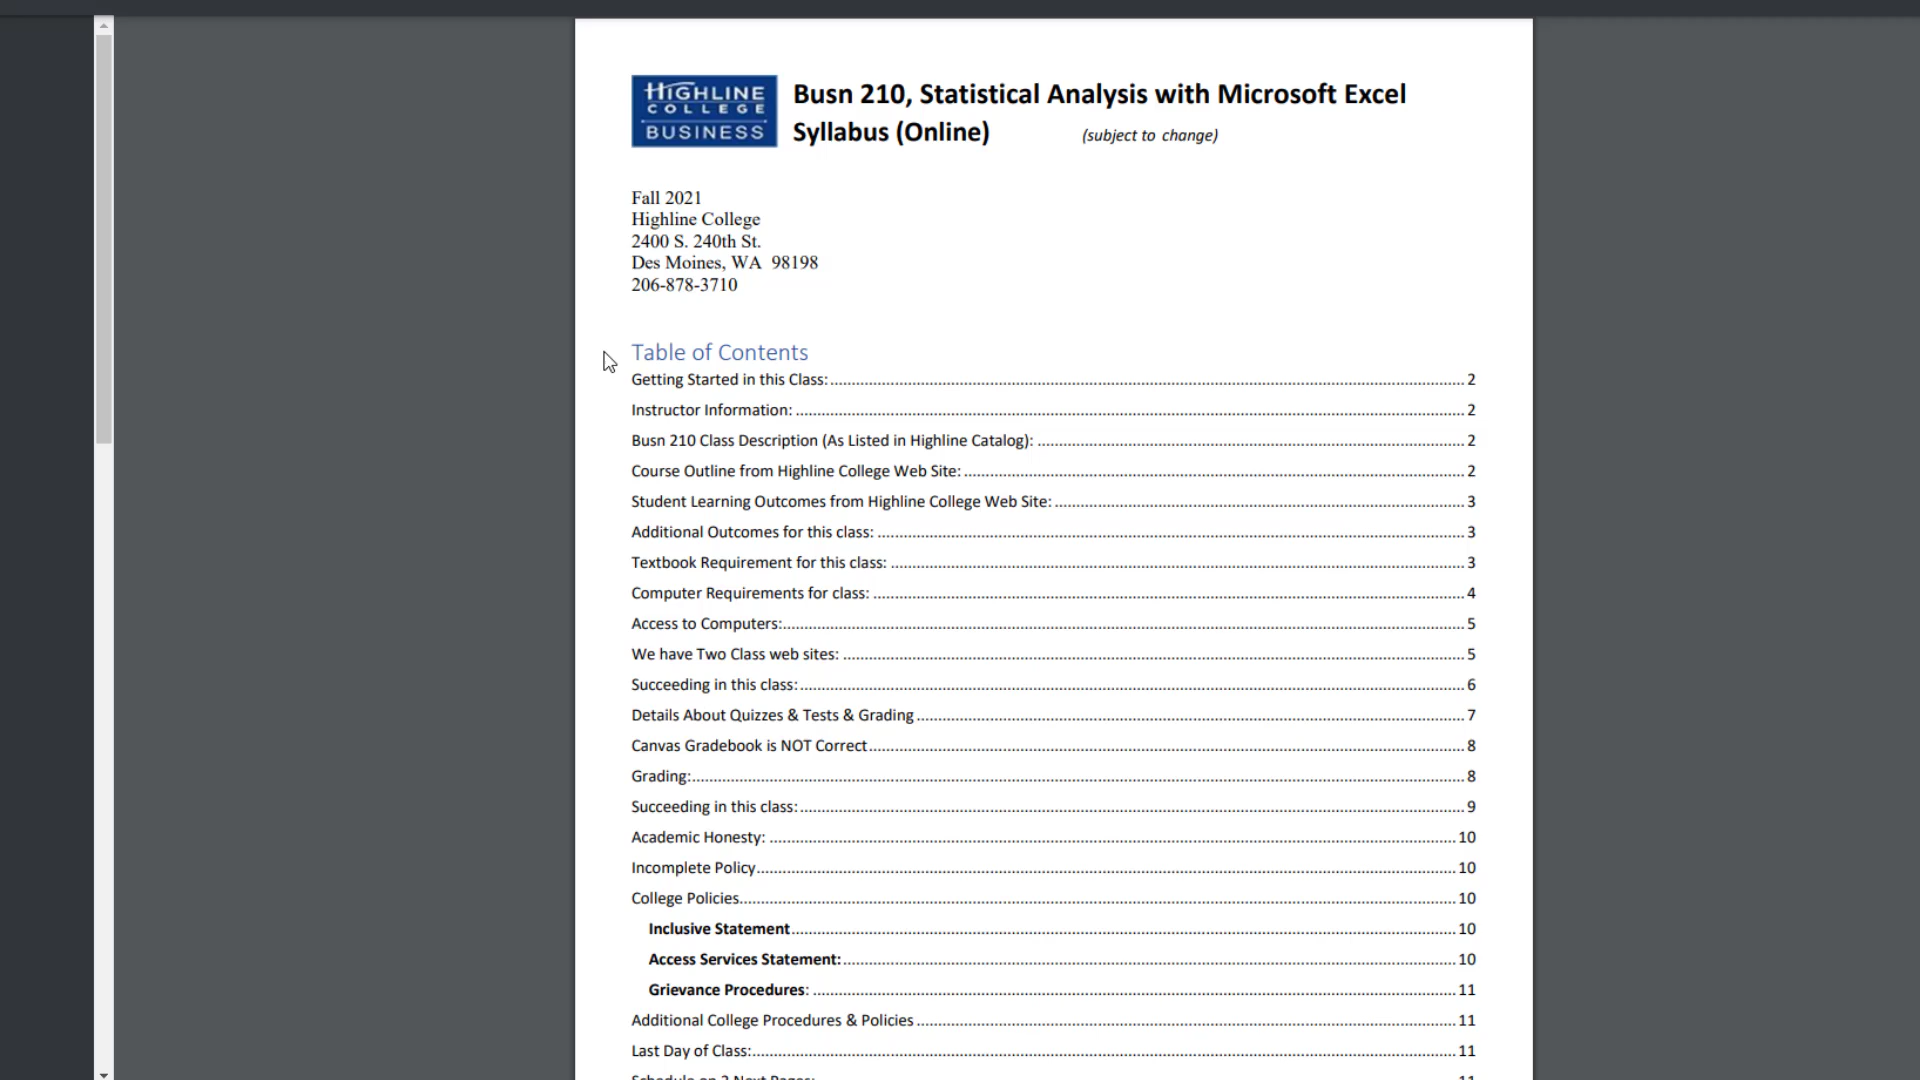 HIGHLINE
COLLEGE
BUSINESS
Busn 210, Statistical Analysis with Microsoft Excel
Syllabus (Online) (subject to change)
Fall 2021
Highline College
2400 S. 240th St.
Des Moines, WA 98198
206-878-3710
Table of Contents
Getting Started in this Class: 2
Instructor Information: 2
Busn 210 Class Description (As Listed in Highline Catalog): 2
Course Outline from Highline College Web Site: 2
Student Learning Outcomes from Highline College Web Site: 3
Additional Outcomes for this class: 3
Textbook Requirement for this class: 3
Computer Requirements for class: 4
Access to Computers: 5
We have Two Class web sites: 5
Succeeding in this class: 6
Details About Quizzes & Tests & Grading 7
Canvas Gradebook is NOT Correct 8
Grading: 8
Succeeding in this class: 9
Academic Honesty: 10
Incomplete Policy 10
College Policies 10
Inclusive Statement 10
Access Services Statement: 10
Grievance Procedures: 11
Additional College Procedures & Policies 11
Last Day of Class: 11
Schedule on 2 Next Pages: 11